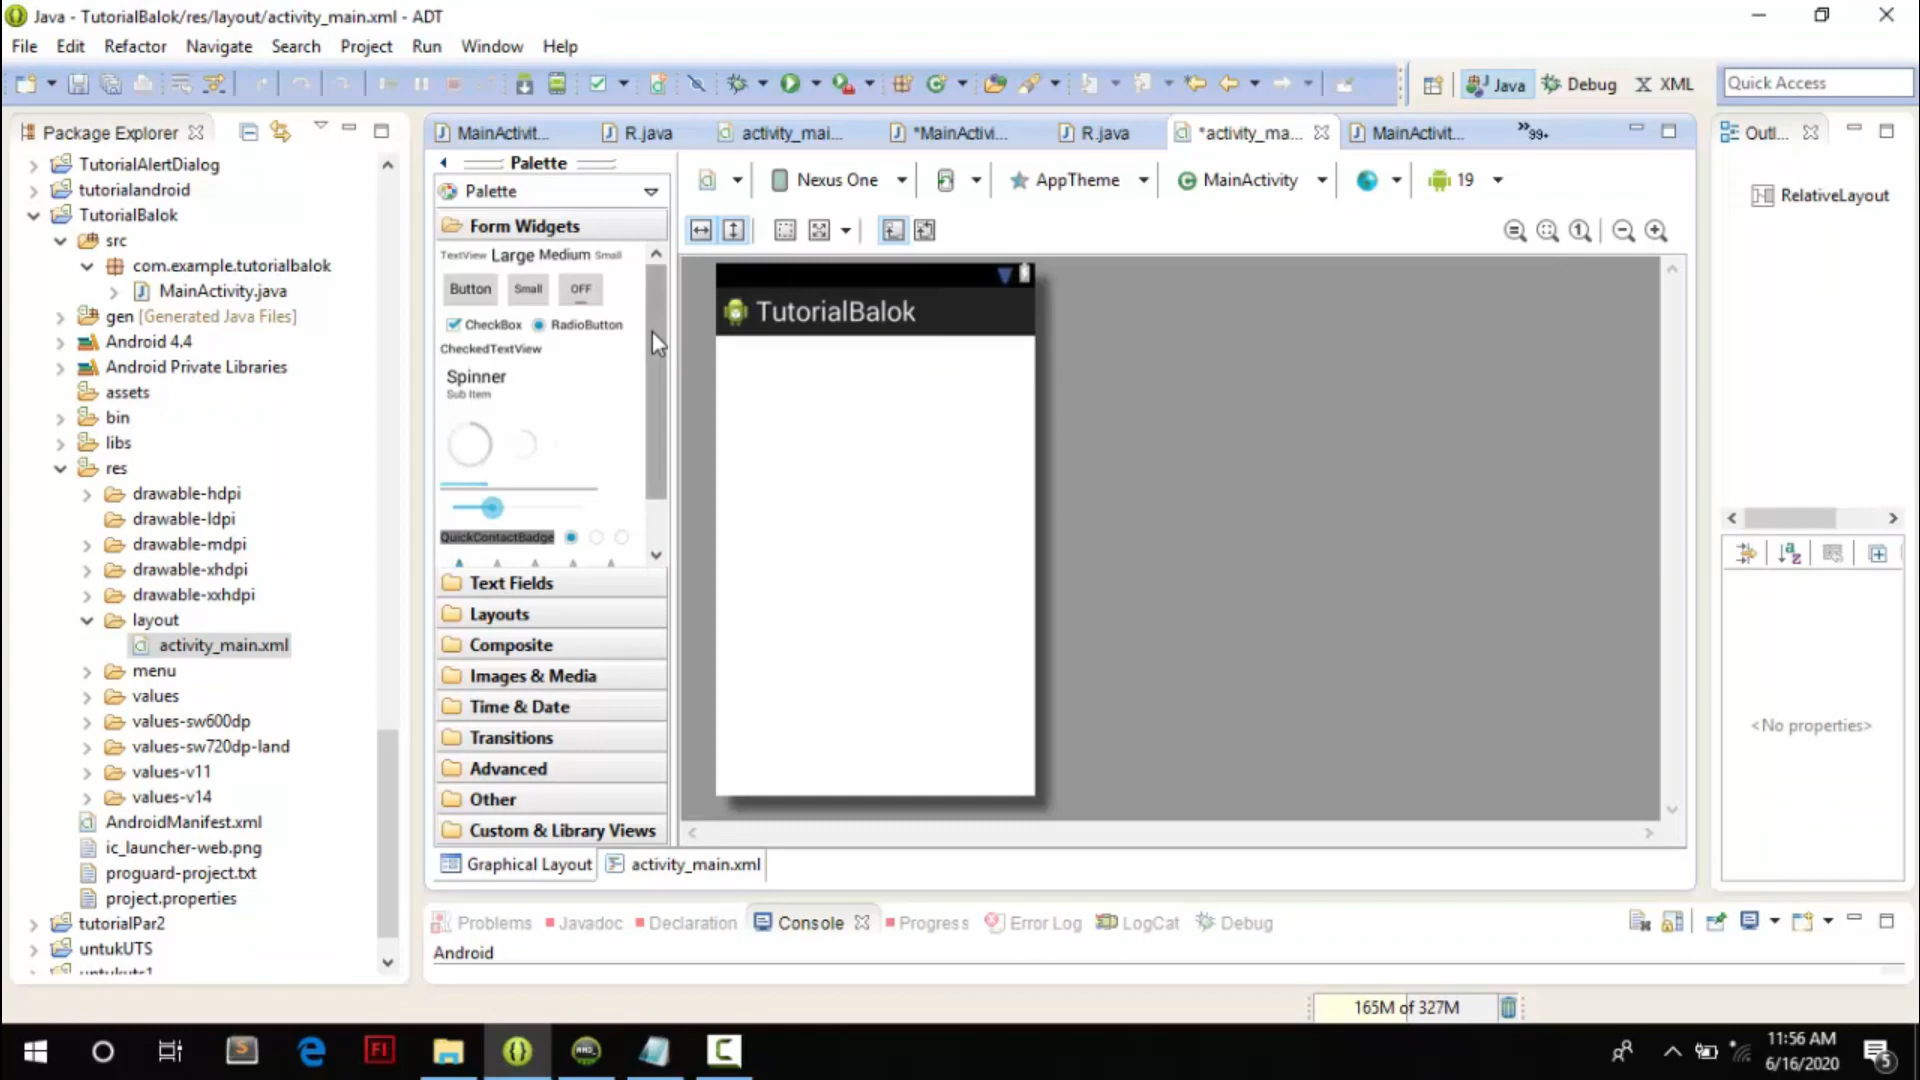 Java - TutorialBalok/res/layout/activity_main.xml - ADT
File Edit Refactor Navigate Search Project Run Window Help
Java Debug XML Quick Access
Package Explorer
TutorialAlertDialog
tutorialandroid
TutorialBalok
src
com.example.tutorialbalok
MainActivity.java
gen [Generated Java Files]
Android 4.4
Android Private Libraries
assets
bin
libs
res
drawable-hdpi
drawable-ldpi
drawable-mdpi
drawable-xhdpi
drawable-xxhdpi
layout
activity_main.xml
menu
values
values-sw600dp
values-sw720dp-land
values-v11
values-v14
AndroidManifest.xml
ic_launcher-web.png
proguard-project.txt
project.properties
tutorialPar2
untukUTS
untukuts1
MainActivit... R.java activity_mai... *MainActivi... R.java *activity_ma... MainActivit... »99+
Palette
Palette
Form Widgets
TextView Large Medium Small
Button Small OFF
CheckBox RadioButton
CheckedTextView
Spinner
Sub Item
QuickContactBadge
Text Fields
Layouts
Composite
Images & Media
Time & Date
Transitions
Advanced
Other
Custom & Library Views
Graphical Layout activity_main.xml
Nexus One AppTheme MainActivity 19
TutorialBalok
Outl...
RelativeLayout
<No properties>
Problems Javadoc Declaration Console Progress Error Log LogCat Debug
Android
165M of 327M
11:56 AM
6/16/2020
5